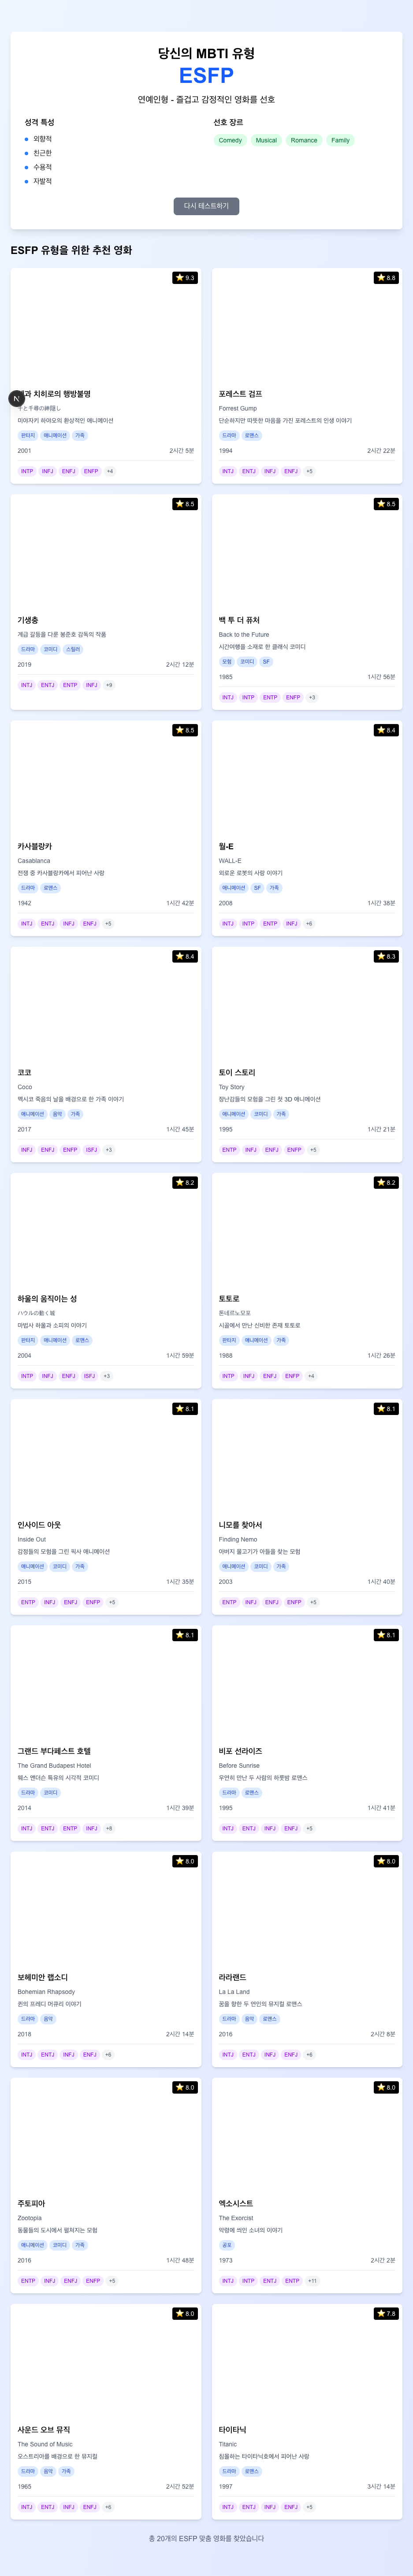 당신의 MBTI 유형
ESFP
연예인형 - 즐겁고 감정적인 영화를 선호
성격 특성
외향적
친근한
수용적
자발적
선호 장르
Comedy Musical Romance Family
다시 테스트하기
ESFP 유형을 위한 추천 영화
⭐ 9.3
N
과 치히로의 행방불명
千と千尋の神隠し
미야자키 하야오의 환상적인 애니메이션
판타지 애니메이션 가족
2001 2시간 5분
INTP INFJ ENFJ ENFP +4
⭐ 8.8
포레스트 검프
Forrest Gump
단순하지만 따뜻한 마음을 가진 포레스트의 인생 이야기
드라마 로맨스
1994 2시간 22분
INTJ ENTJ INFJ ENFJ +5
⭐ 8.5
기생충
계급 갈등을 다룬 봉준호 감독의 작품
드라마 코미디 스릴러
2019 2시간 12분
INTJ ENTJ ENTP INFJ +9
⭐ 8.5
백 투 더 퓨처
Back to the Future
시간여행을 소재로 한 클래식 코미디
모험 코미디 SF
1985 1시간 56분
INTJ INTP ENTP ENFP +3
⭐ 8.5
카사블랑카
Casablanca
전쟁 중 카사블랑카에서 피어난 사랑
드라마 로맨스
1942 1시간 42분
INTJ ENTJ INFJ ENFJ +5
⭐ 8.4
월-E
WALL-E
외로운 로봇의 사랑 이야기
애니메이션 SF 가족
2008 1시간 38분
INTJ INTP ENTP INFJ +6
⭐ 8.4
코코
Coco
멕시코 죽음의 날을 배경으로 한 가족 이야기
애니메이션 음악 가족
2017 1시간 45분
INFJ ENFJ ENFP ISFJ +3
⭐ 8.3
토이 스토리
Toy Story
장난감들의 모험을 그린 첫 3D 애니메이션
애니메이션 코미디 가족
1995 1시간 21분
ENTP INFJ ENFJ ENFP +5
⭐ 8.2
하울의 움직이는 성
ハウルの動く城
마법사 하울과 소피의 이야기
판타지 애니메이션 로맨스
2004 1시간 59분
INTP INFJ ENFJ ISFJ +3
⭐ 8.2
토토로
시골에서 만난 신비한 존재 토토로
판타지 애니메이션 가족
1988 1시간 26분
INTP INFJ ENFJ ENFP +4
⭐ 8.1
인사이드 아웃
Inside Out
감정들의 모험을 그린 픽사 애니메이션
애니메이션 코미디 가족
2015 1시간 35분
ENTP INFJ ENFJ ENFP +5
⭐ 8.1
니모를 찾아서
Finding Nemo
아버지 물고기가 아들을 찾는 모험
애니메이션 코미디 가족
2003 1시간 40분
ENTP INFJ ENFJ ENFP +5
⭐ 8.1
그랜드 부다페스트 호텔
The Grand Budapest Hotel
웨스 앤더슨 특유의 시각적 코미디
드라마 코미디
2014 1시간 39분
INTJ ENTJ ENTP INFJ +8
⭐ 8.1
비포 선라이즈
Before Sunrise
우연히 만난 두 사람의 하룻밤 로맨스
드라마 로맨스
1995 1시간 41분
INTJ ENTJ INFJ ENFJ +5
⭐ 8.0
보헤미안 랩소디
Bohemian Rhapsody
퀸의 프레디 머큐리 이야기
드라마 음악
2018 2시간 14분
INTJ ENTJ INFJ ENFJ +6
⭐ 8.0
라라랜드
La La Land
꿈을 향한 두 연인의 뮤지컬 로맨스
드라마 음악 로맨스
2016 2시간 8분
INTJ ENTJ INFJ ENFJ +6
⭐ 8.0
주토피아
Zootopia
동물들의 도시에서 펼쳐지는 모험
애니메이션 코미디 가족
2016 1시간 48분
ENTP INFJ ENFJ ENFP +5
⭐ 8.0
엑소시스트
The Exorcist
악령에 씌인 소녀의 이야기
공포
1973 2시간 2분
INTJ INTP ENTJ ENTP +11
⭐ 8.0
사운드 오브 뮤직
The Sound of Music
오스트리아를 배경으로 한 뮤지컬
드라마 음악 가족
1965 2시간 52분
INTJ ENTJ INFJ ENFJ +6
⭐ 7.8
타이타닉
Titanic
침몰하는 타이타닉호에서 피어난 사랑
드라마 로맨스
1997 3시간 14분
INTJ ENTJ INFJ ENFJ +5
총 20개의 ESFP 맞춤 영화를 찾았습니다